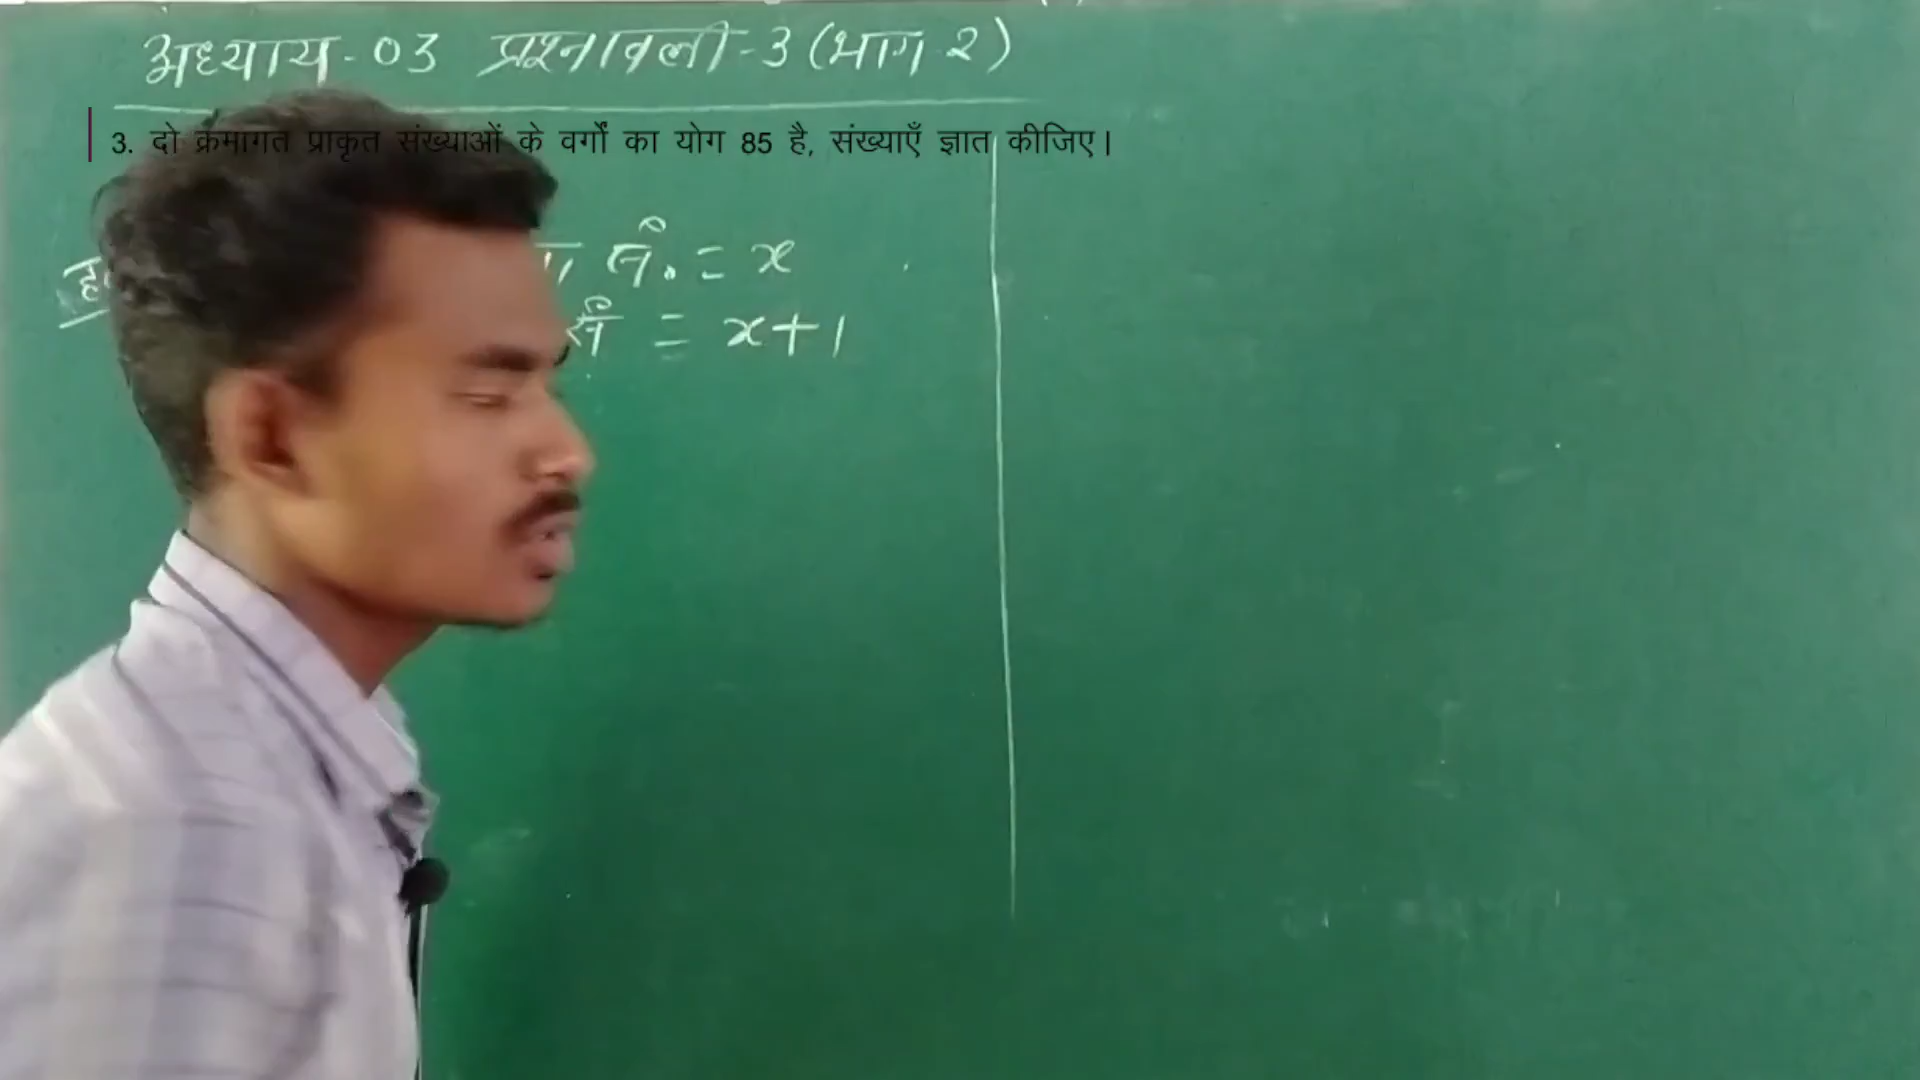 अध्याय-03 प्रश्नावली-3 (भाग-2)
3. दो क्रमागत प्राकृत संख्याओं के वर्गों का योग 85 है, संख्याएँ ज्ञात कीजिए।
सं. = x
सं = x+1